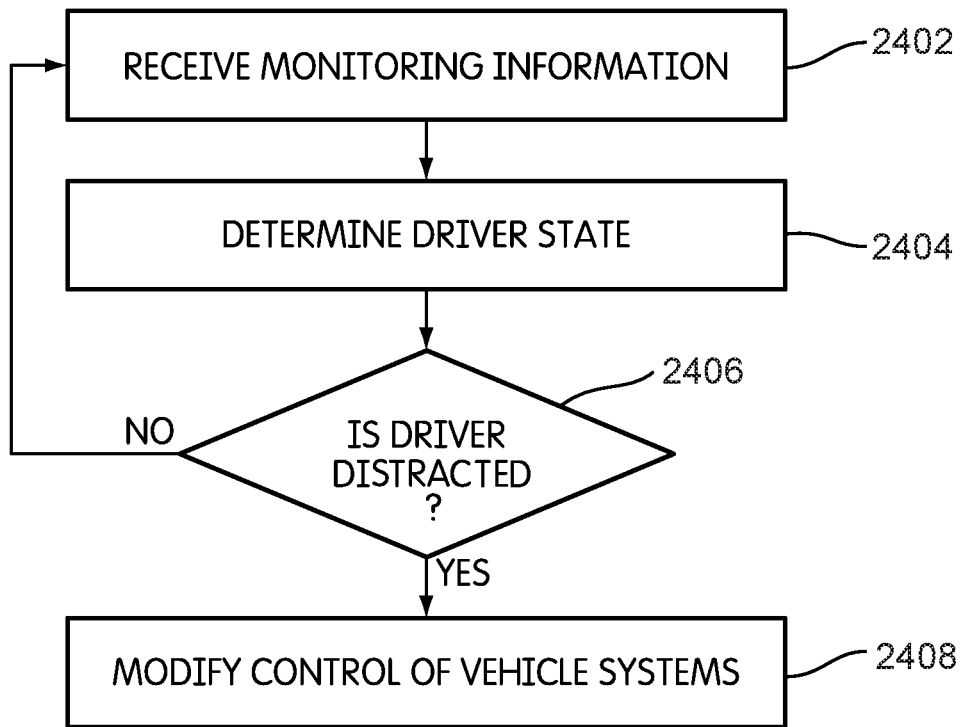 RECEIVE MONITORING INFORMATION
2402
DETERMINE DRIVER STATE
2404
2406
NO
IS DRIVER
DISTRACTED
?
YES
MODIFY CONTROL OF VEHICLE SYSTEMS
2408